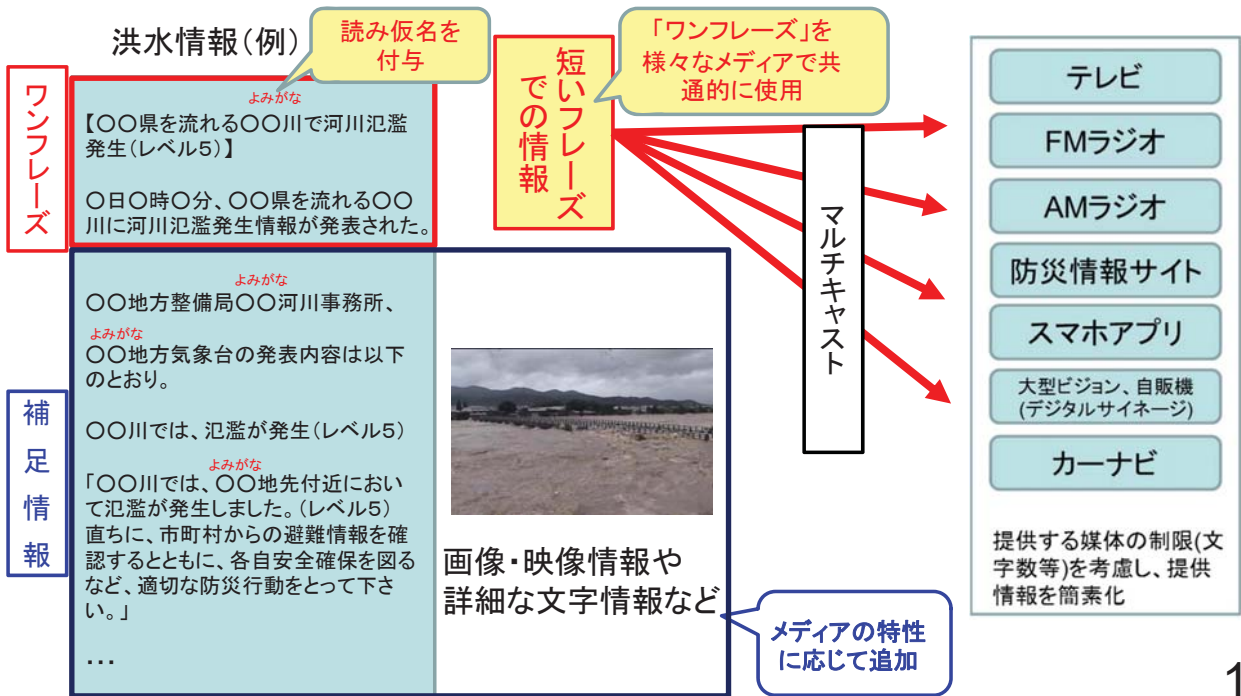 洪水情報(例)
読み仮名を
付与
ワンフレーズ
よみがな
【〇〇県を流れる〇〇川で河川氾濫
発生(レベル5)】
〇日〇時〇分、〇〇県を流れる〇〇
川に河川氾濫発生情報が発表された。
短いフレーズ
での情報
「ワンフレーズ」を
様々なメディアで共
通的に使用
マルチキャスト
補足情報
よみがな
〇〇地方整備局〇〇河川事務所、
よみがな
〇〇地方気象台の発表内容は以下
のとおり。
〇〇川では、氾濫が発生(レベル5)
よみがな
「〇〇川では、〇〇地先付近におい
て氾濫が発生しました。(レベル5)
直ちに、市町村からの避難情報を確
認するとともに、各自安全確保を図る
など、適切な防災行動をとって下さ
い。」
...
画像・映像情報や
詳細な文字情報など
メディアの特性
に応じて追加
テレビ
FMラジオ
AMラジオ
防災情報サイト
スマホアプリ
大型ビジョン、自販機
(デジタルサイネージ)
カーナビ
提供する媒体の制限(文
字数等)を考慮し、提供
情報を簡素化
1